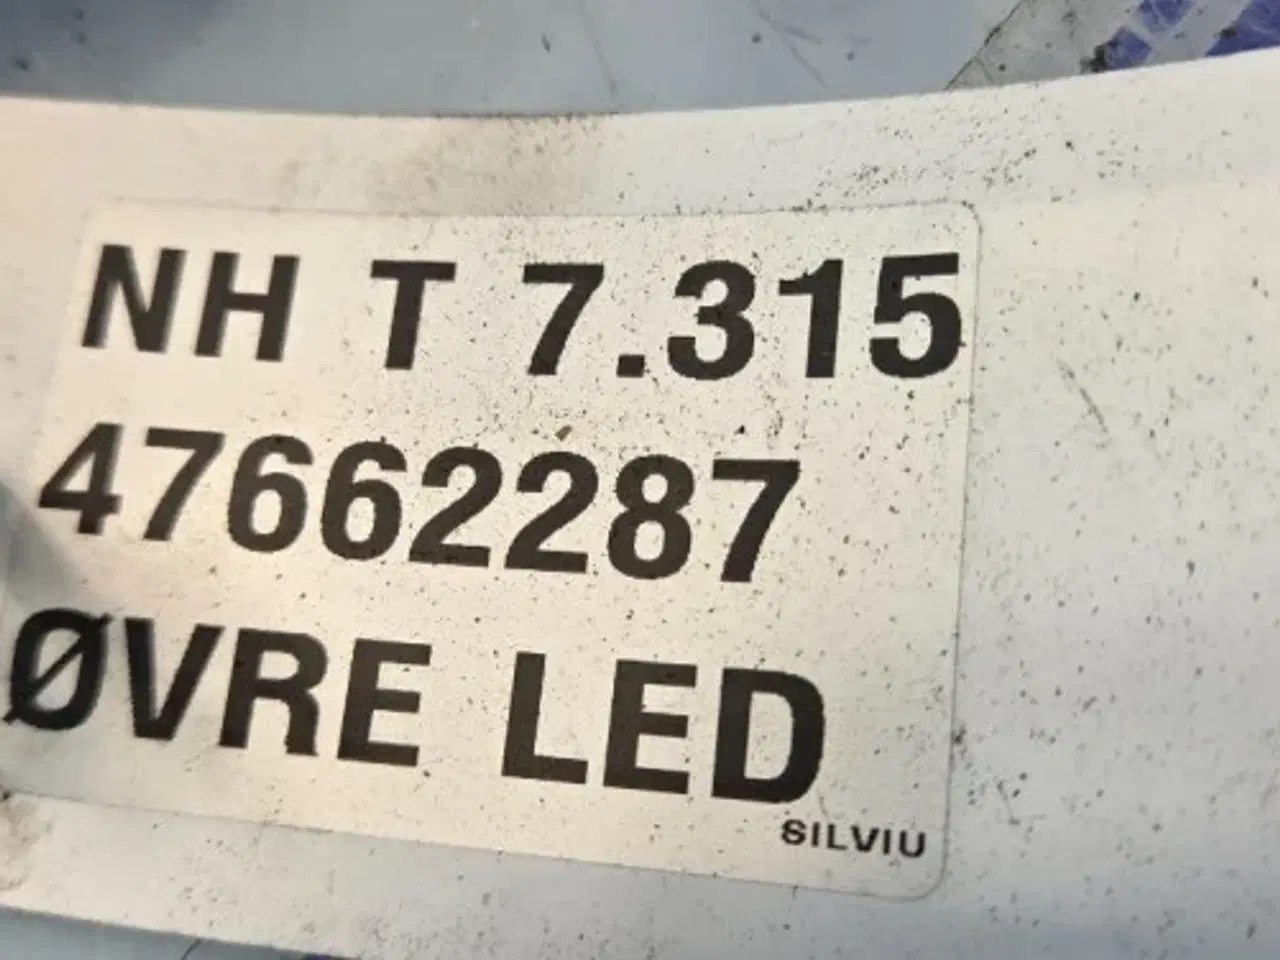 NH T 7.315
47662287
ØVRE LED
SILVIU